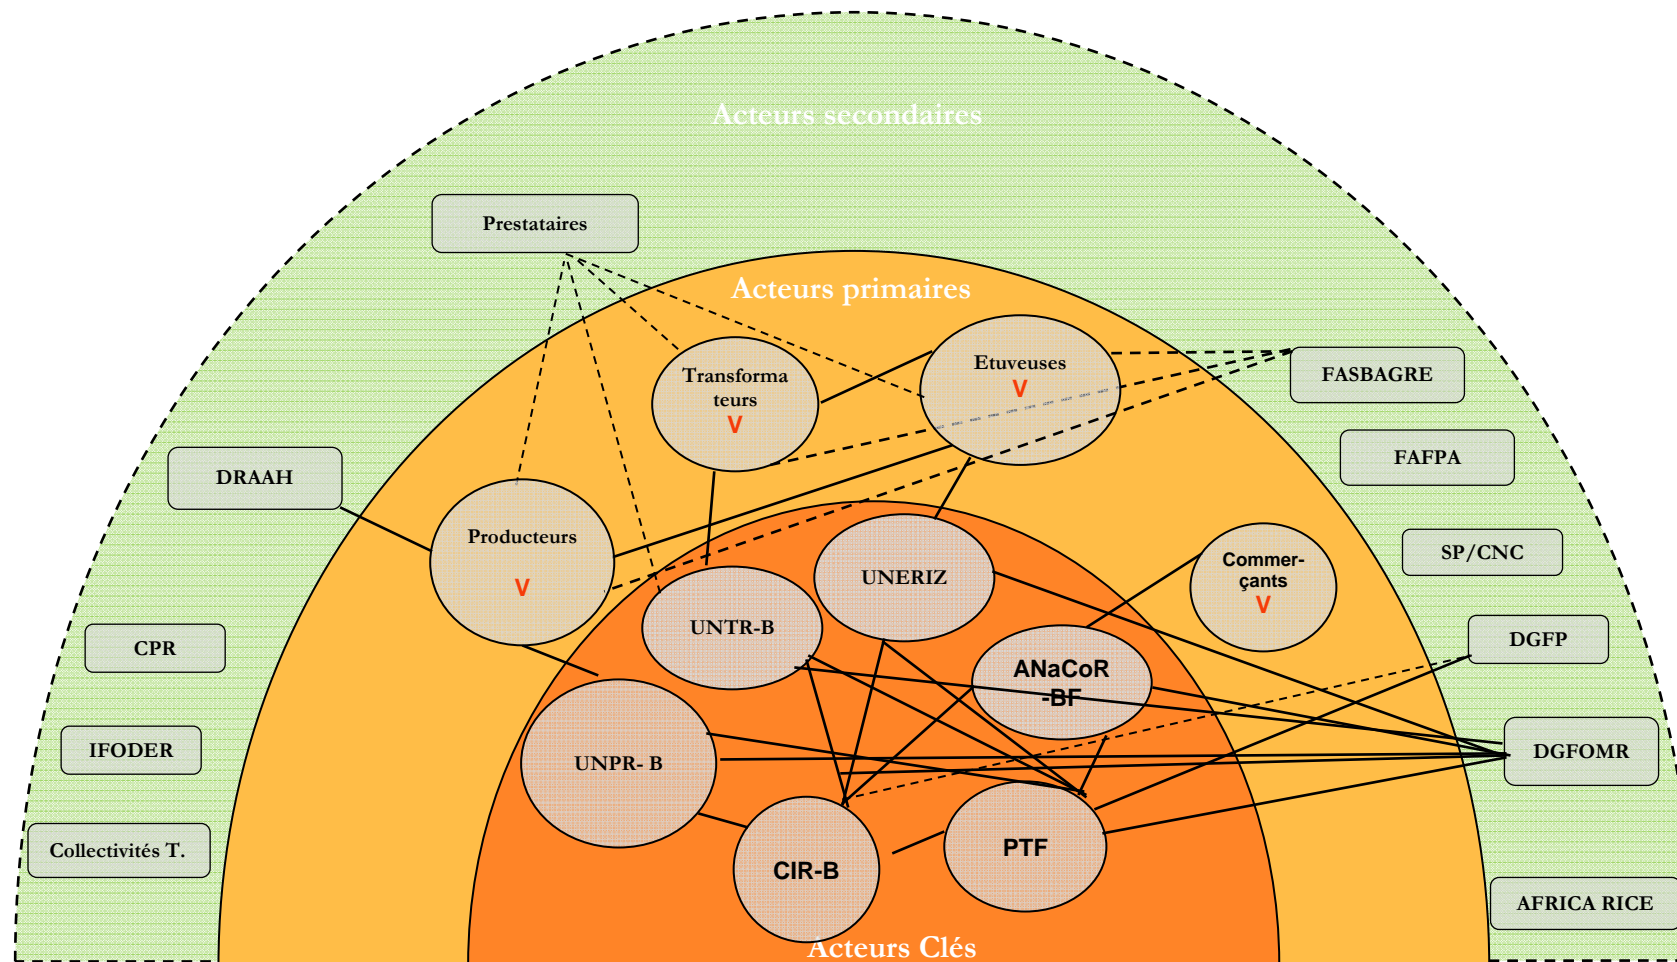 Acteurs secondaires
Prestataires
Acteurs primaires
Transforma
teurs
V
Etuveuses
V
FASBAGRE
FAFPA
DRAAH
Producteurs
V
UNERIZ
Commer-
çants
V
SP/CNC
CPR
UNTR-B
ANaCoR
-BF
DGFP
IFODER
UNPR- B
DGFOMR
Collectivités T.
CIR-B
PTF
AFRICA RICE
Acteurs Clés